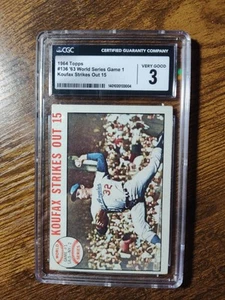 CGC
CERTIFIED GUARANTY COMPANY
1964 Topps
#136 '63 World Series Game 1
Koufax Strikes Out 15
VERY GOOD
3
KOUFAX STRIKES OUT 15
32